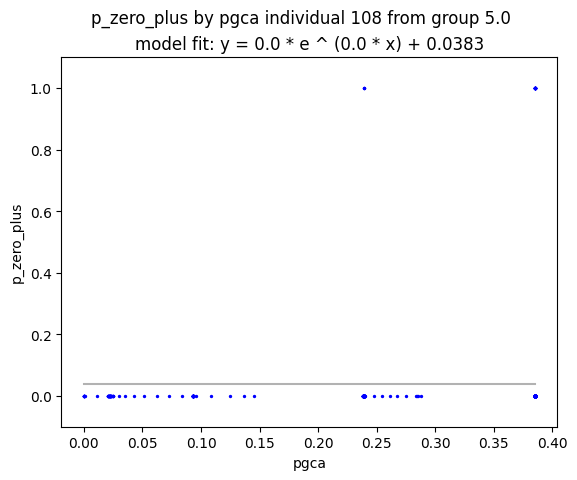 p_zero_plus by pgca individual 108 from group 5.0
model fit: y = 0.0 * e ^ (0.0 * x) + 0.0383
1.0
0.8
0.6
0.4
0.2
0.0
p_zero_plus
0.00 0.05 0.10 0.15 0.20 0.25 0.30 0.35 0.40
pgca